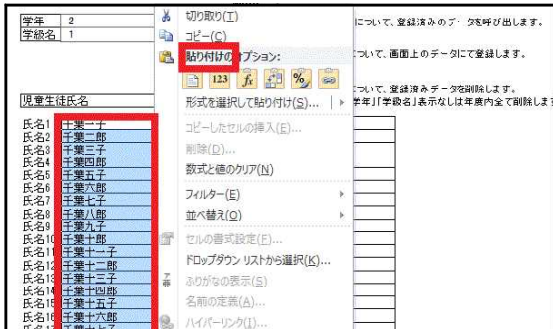 学年 2
学級名 1
児童生徒氏名
氏名1 千葉一子
氏名2 千葉二郎
氏名3 千葉三子
氏名4 千葉四郎
氏名5 千葉五子
氏名6 千葉六郎
氏名7 千葉七子
氏名8 千葉八郎
氏名9 千葉九子
氏名10 千葉十郎
氏名11 千葉十一子
氏名12 千葉十二郎
氏名13 千葉十三子
氏名14 千葉十四郎
氏名15 千葉十五子
氏名16 千葉十六郎
氏名17 千葉十七子
切り取り(T)
コピー(C)
貼り付けのオプション:
123 fx %
形式を選択して貼り付け(S)...
コピーしたセルの挿入(E)...
削除(D)...
数式と値のクリア(N)
フィルター(E)
並べ替え(O)
セルの書式設定(F)...
ドロップダウン リストから選択(K)...
ふりがなの表示(S)
名前の定義(A)...
ハイパーリンク(I)...
について、登録済みのデータを呼び出します。
ついて、画面上のデータにて登録します。
ついて、登録済みデータを削除します。
学年｣｢学級名｣表示なしは年度内全て削除しま